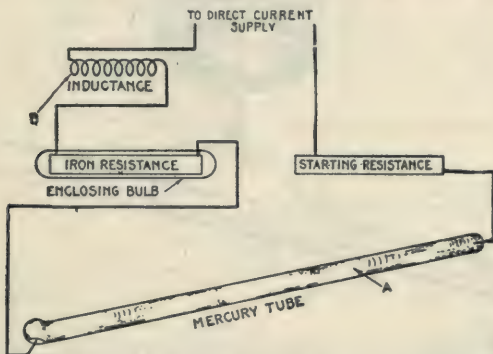 TO DIRECT CURRENT
SUPPLY
INDUCTANCE
B
IRON RESISTANCE
STARTING RESISTANCE
ENCLOSING BULB
A
MERCURY TUBE